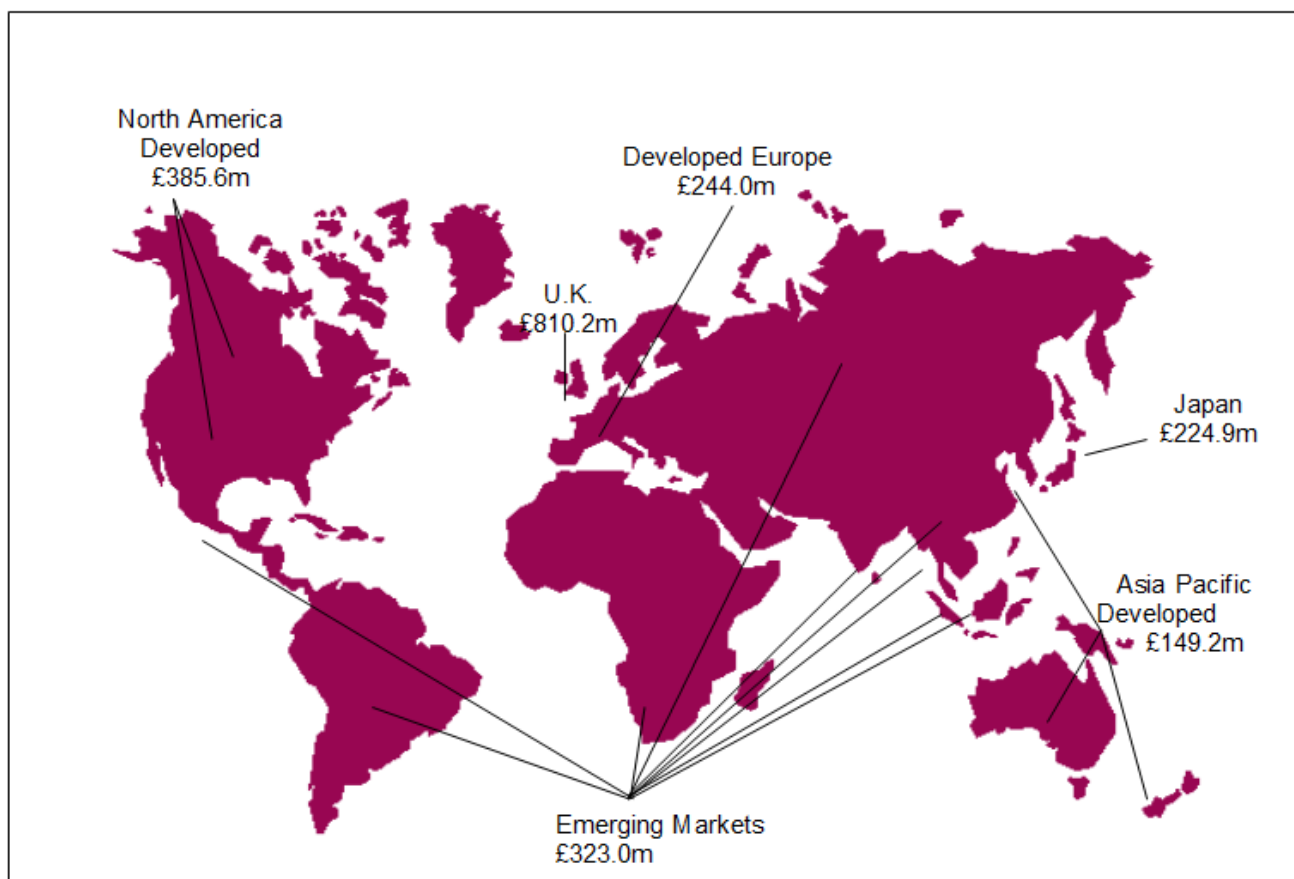 North America
Developed
£385.6m
Developed Europe
£244.0m
U.K.
£810.2m
Japan
£224.9m
Asia Pacific
Developed
£149.2m
Emerging Markets
£323.0m